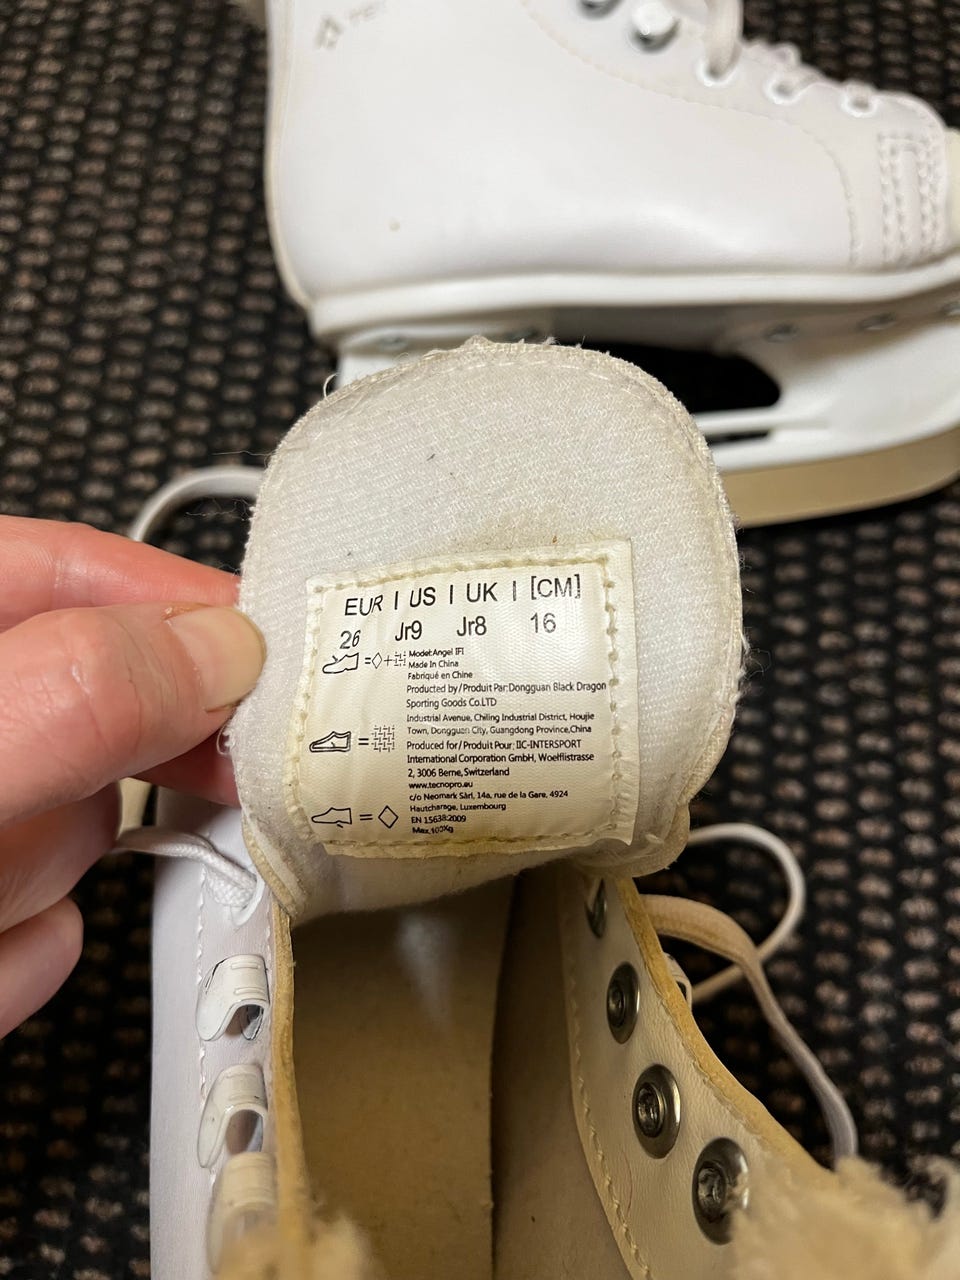 EUR | US | UK | [CM]
26 Jr9 Jr8 16
Model:Angel IFI
Made In China
Fabriqué en Chine
Producted by/Produit Par:Dongguan Black Dragon
Sporting Goods Co.LTD
Industrial Avenue, Chiling Industrial District, Houjie
Town, Dongguan City, Guangdong Province,China
Produced for/Produit Pour: IIC-INTERSPORT
International Corporation GmbH, Woelflistrasse
2, 3006 Berne, Switzerland
www.tecnopro.eu
c/o Neomark Sàrl, 14a, rue de la Gare, 4924
Hautcharage, Luxembourg
EN 15638:2009
Max.100Kg